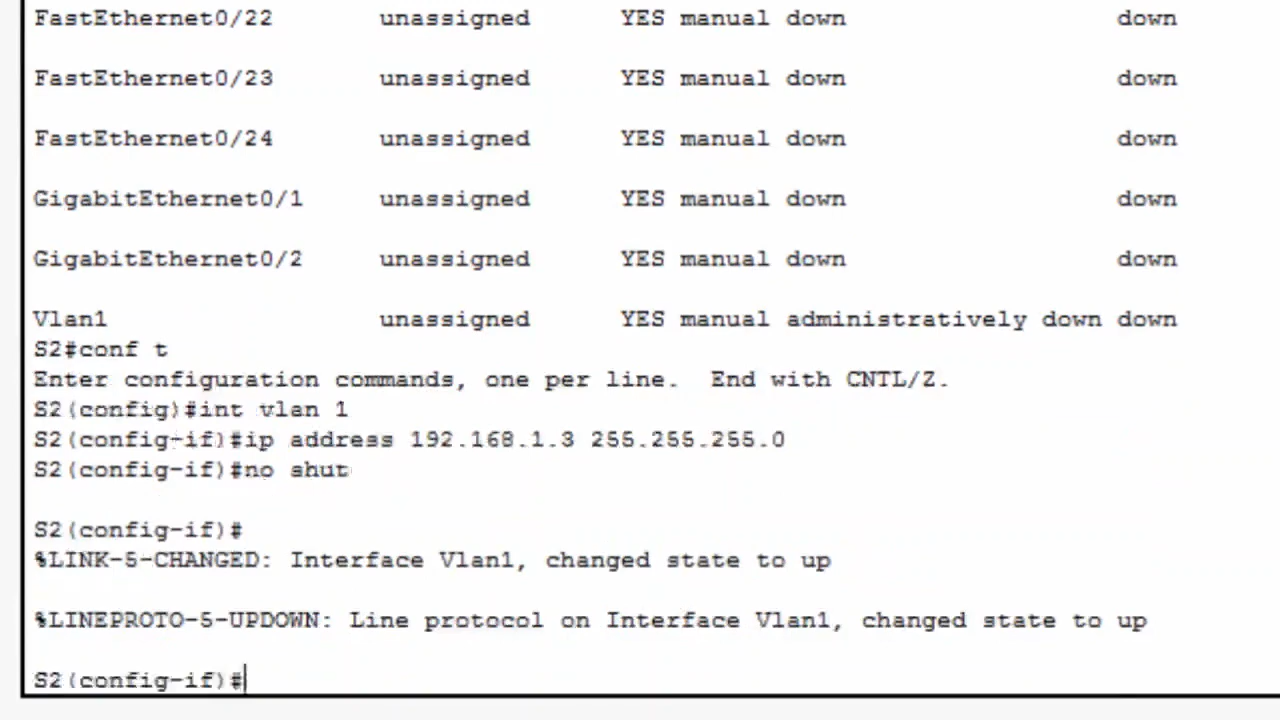 FastEthernet0/22 unassigned YES manual down down
FastEthernet0/23 unassigned YES manual down down
FastEthernet0/24 unassigned YES manual down down
GigabitEthernet0/1 unassigned YES manual down down
GigabitEthernet0/2 unassigned YES manual down down
Vlan1 unassigned YES manual administratively down down
S2#conf t
Enter configuration commands, one per line. End with CNTL/Z.
S2(config)#int vlan 1
S2(config-if)#ip address 192.168.1.3 255.255.255.0
S2(config-if)#no shut
S2(config-if)#
%LINK-5-CHANGED: Interface Vlan1, changed state to up
%LINEPROTO-5-UPDOWN: Line protocol on Interface Vlan1, changed state to up
S2(config-if)#